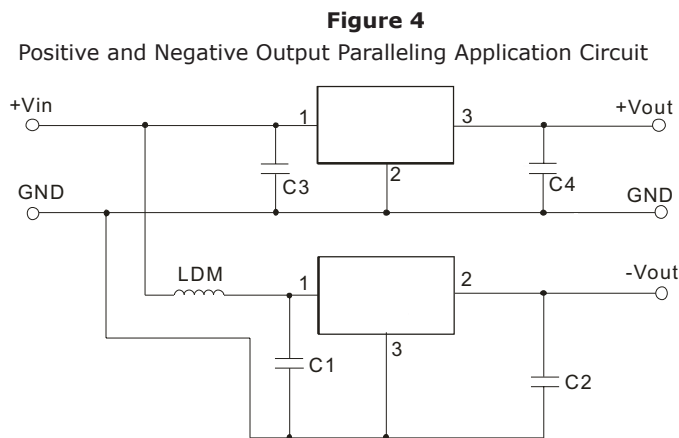 Figure 4
Positive and Negative Output Paralleling Application Circuit
+Vin
1
3
+Vout
C3
2
C4
GND
GND
LDM
1
2
-Vout
3
C1
C2